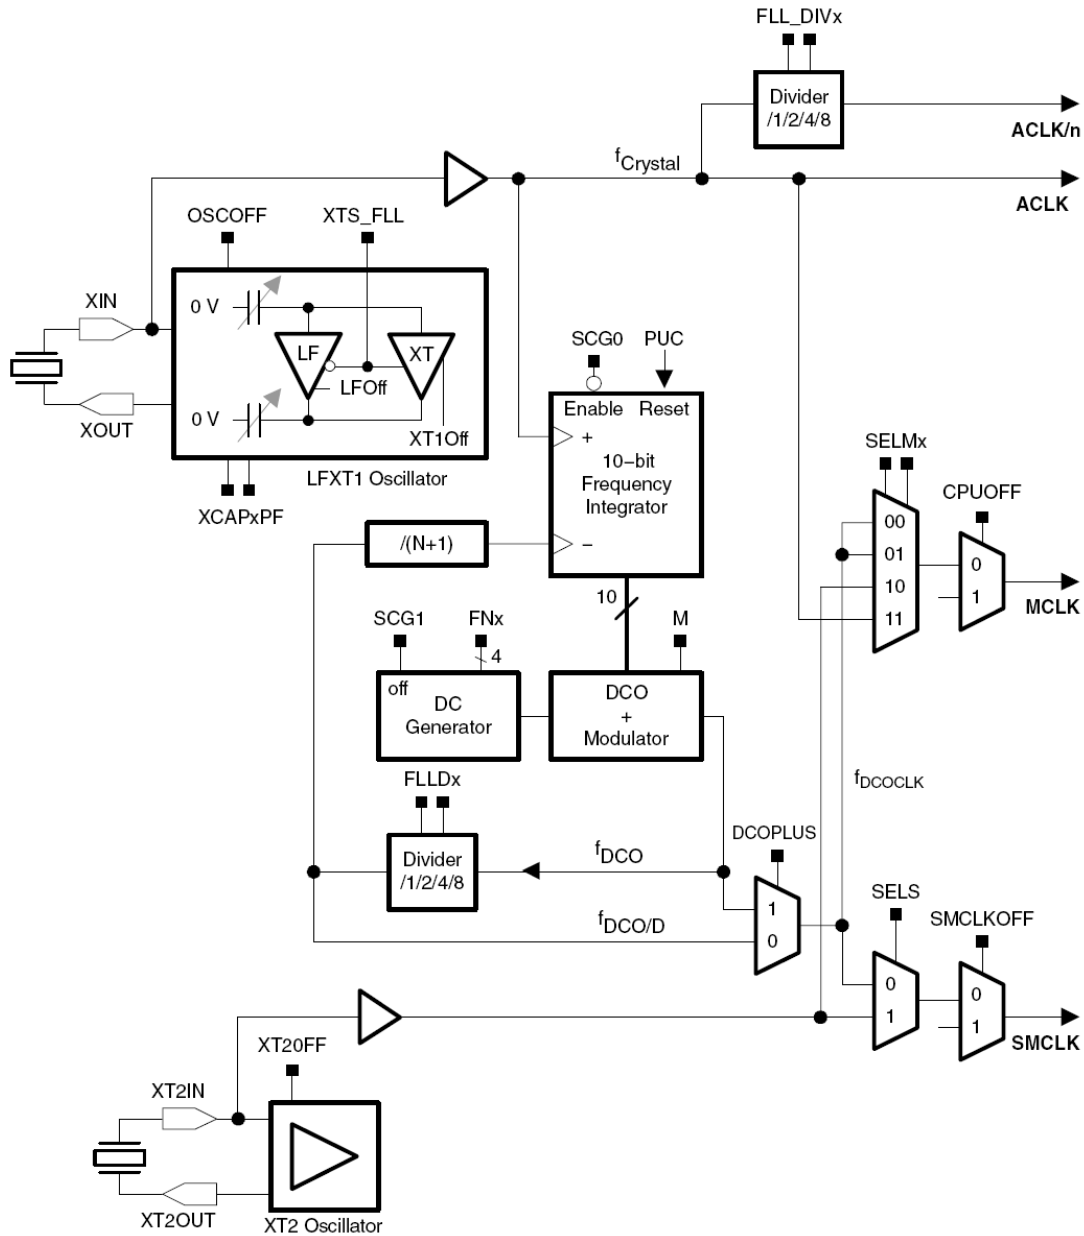 FLL_DIVx
Divider
/1/2/4/8
ACLK/n
fCrystal
ACLK
OSCOFF
XTS_FLL
XIN
0 V
LF
XT
LFOff
0 V
XT1Off
XOUT
LFXT1 Oscillator
XCAPxPF
SCG0
PUC
Enable
Reset
+
10–bit
Frequency
Integrator
–
/(N+1)
10
SELMx
00
01
10
11
CPUOFF
0
1
MCLK
SCG1
FNx
4
M
off
DC
Generator
DCO
+
Modulator
fDCOCLK
FLLDx
Divider
/1/2/4/8
fDCO
fDCO/D
DCOPLUS
1
0
SELS
0
1
SMCLKOFF
0
1
SMCLK
XT20FF
XT2IN
XT2OUT
XT2 Oscillator